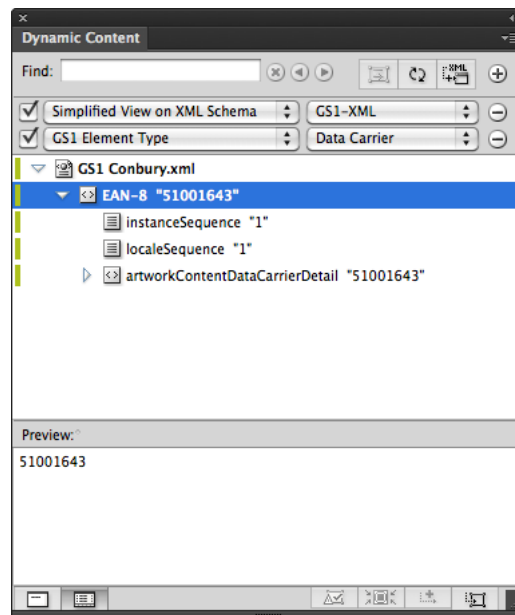 Dynamic Content
Find:
XML
Simplified View on XML Schema GS1-XML
GS1 Element Type Data Carrier
GS1 Conbury.xml
EAN-8 "51001643"
instanceSequence "1"
localeSequence "1"
artworkContentDataCarrierDetail "51001643"
Preview:
51001643